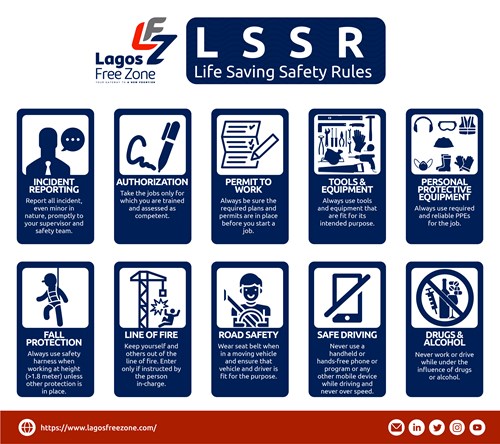 LFZ
Lagos
Free Zone
L S S R
Life Saving Safety Rules
INCIDENT
REPORTING
Report all incident,
even minor in
nature, promptly to
your supervisor and
safety team.
AUTHORIZATION
Take the jobs only for
which you are trained
and assessed as
competent.
PERMIT TO
WORK
Always be sure the
required plans and
permits are in place
before you start a
job.
TOOLS &
EQUIPMENT
Always use tools
and equipment that
are fit for its
intended purpose.
PERSONAL
PROTECTIVE
EQUIPMENT
Always use required
and reliable PPEs
for the job.
FALL
PROTECTION
Always use safety
harness when
working at height
(>1.8 meter) unless
other protection is
in place.
LINE OF FIRE
Keep yourself and
others out of the
line of fire. Enter
only if instructed by
the person
in-charge.
ROAD SAFETY
Wear seat belt when
in a moving vehicle
and ensure that
vehicle and driver is
fit for the purpose.
SAFE DRIVING
Never use a
handheld or
hands-free phone or
program or any
other mobile device
while driving and
never over speed.
DRUGS &
ALCOHOL
Never work or drive
while under the
influence of drugs
or alcohol.
https://www.lagosfreezone.com/